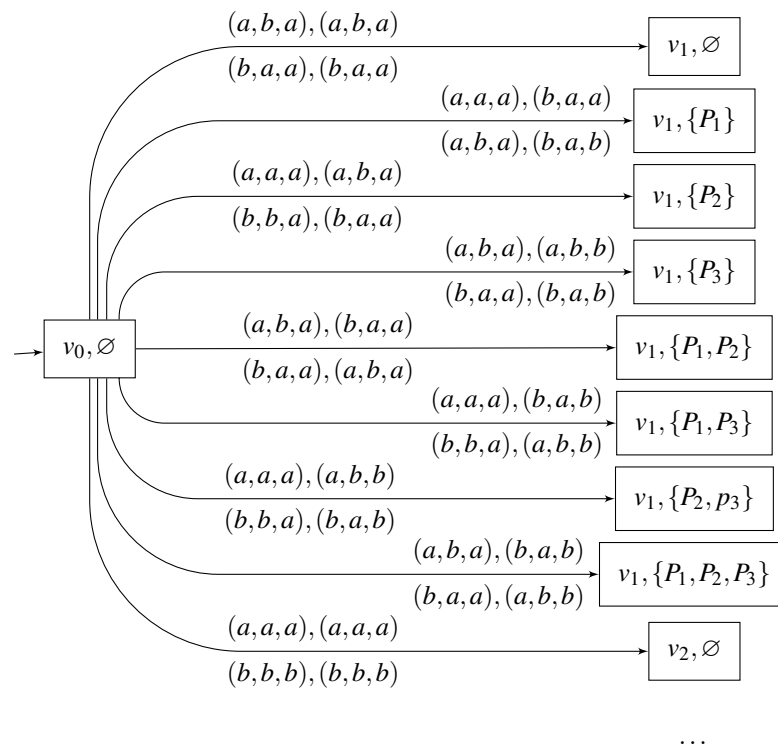 (a,b,a),(a,b,a)
(b,a,a),(b,a,a)
v₁,∅
(a,a,a),(b,a,a)
(a,b,a),(b,a,b)
v₁,{P₁}
(a,a,a),(a,b,a)
(b,b,a),(b,a,a)
v₁,{P₂}
(a,b,a),(a,b,b)
(b,a,a),(b,a,b)
v₁,{P₃}
v₀,∅
(a,b,a),(b,a,a)
(b,a,a),(a,b,a)
v₁,{P₁,P₂}
(a,a,a),(b,a,b)
(b,b,a),(a,b,b)
v₁,{P₁,P₃}
(a,a,a),(a,b,b)
(b,b,a),(b,a,b)
v₁,{P₂,p₃}
(a,b,a),(b,a,b)
(b,a,a),(a,b,b)
v₁,{P₁,P₂,P₃}
(a,a,a),(a,a,a)
(b,b,b),(b,b,b)
v₂,∅
...